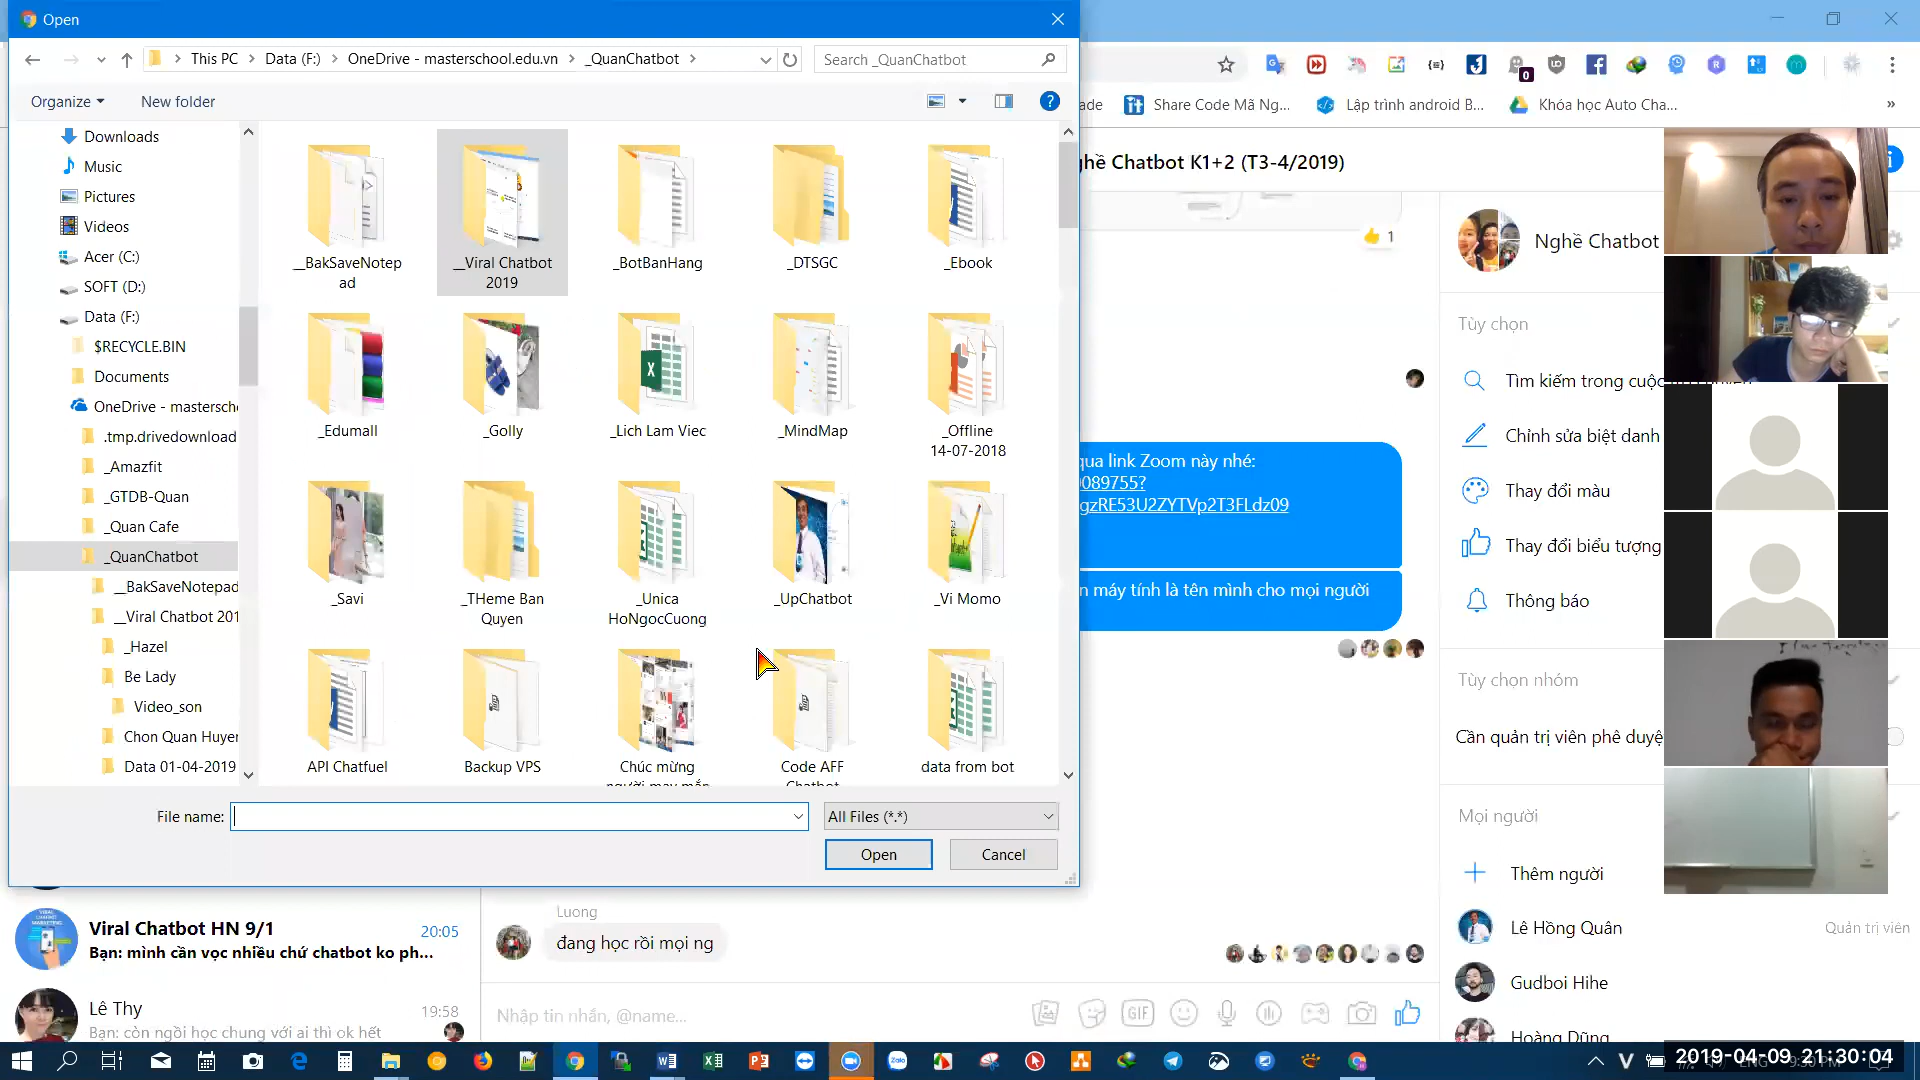 Open
This PC
Data (F:)
OneDrive - masterschool.edu.vn
_QuanChatbot
Search _QuanChatbot
Organize
New folder
Downloads
Music
Pictures
Videos
Acer (C:)
SOFT (D:)
Data (F:)
$RECYCLE.BIN
Documents
OneDrive - mastersch
.tmp.drivedownload
_Amazfit
_GTDB-Quan
_Quan Cafe
_QuanChatbot
__BakSaveNotepad
__Viral Chatbot 201
_Hazel
Be Lady
Video_son
Chon Quan Huyen
Data 01-04-2019
__BakSaveNotep
ad
__Viral Chatbot
2019
_BotBanHang
_DTSGC
_Ebook
_Edumall
_Golly
_Lich Lam Viec
_MindMap
_Offline
14-07-2018
_Savi
_THeme Ban
Quyen
_Unica
HoNgocCuong
_UpChatbot
_Vi Momo
API Chatfuel
Backup VPS
Chúc mừng
người may mắn
Code AFF
Chatbot
data from bot
File name:
All Files (*.*)
Open
Cancel
0
ade
Share Code Mã Ng...
Lập trình android B...
Khóa học Auto Cha...
»
hề Chatbot K1+2 (T3-4/2019)
1
qua link Zoom này nhé:
089755?
gzRE53U2ZYTVp2T3FLdz09
n máy tính là tên mình cho mọi người
Nghề Chatbot
Tùy chọn
Tìm kiếm trong cuộc
Chỉnh sửa biệt danh
Thay đổi màu
Thay đổi biểu tượng
Thông báo
Tùy chọn nhóm
Cần quản trị viên phê duyệ
Mọi người
Thêm người
Lê Hồng Quân
Quản trị viên
Gudboi Hihe
Hoàng Dũng
Viral Chatbot HN 9/1
20:05
Bạn: mình cần vọc nhiều chứ chatbot ko ph...
Lê Thy
19:58
Bạn: còn ngồi học chung với ai thì ok hết
Luong
đang học rồi mọi ng
Nhập tin nhắn, @name...
GIF
2019-04-09 21:30:04